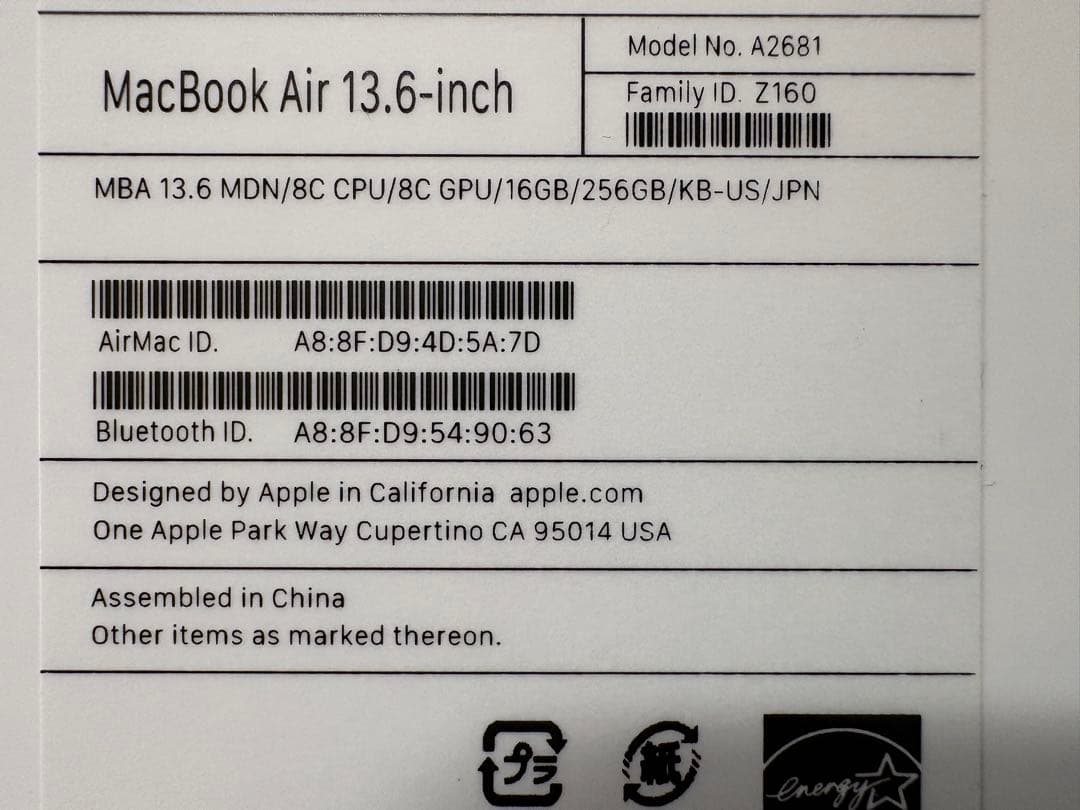 MacBook Air 13.6-inch
Model No. A2681
Family ID. Z160
MBA 13.6 MDN/8C CPU/8C GPU/16GB/256GB/KB-US/JPN
AirMac ID. A8:8F:D9:4D:5A:7D
Bluetooth ID. A8:8F:D9:54:90:63
Designed by Apple in California apple.com
One Apple Park Way Cupertino CA 95014 USA
Assembled in China
Other items as marked thereon.
プラ
紙
energy